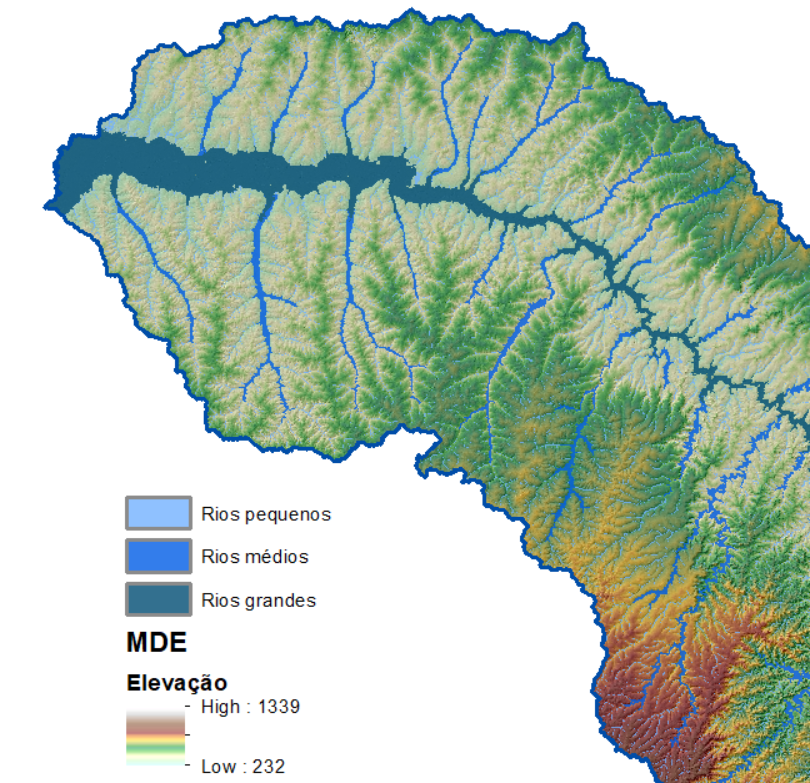 Rios pequenos
Rios médios
Rios grandes
MDE
Elevação
High : 1339
Low : 232